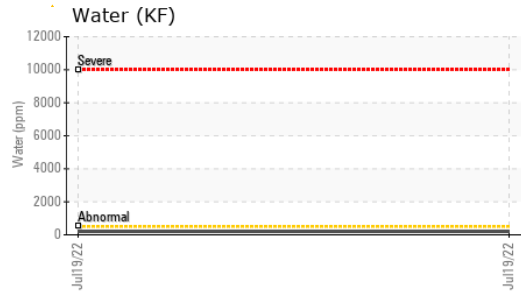 Water (KF)
12000
Severe
10000
8000
6000
4000
2000
Abnormal
0
Water (ppm)
Jul19/22
Jul19/22